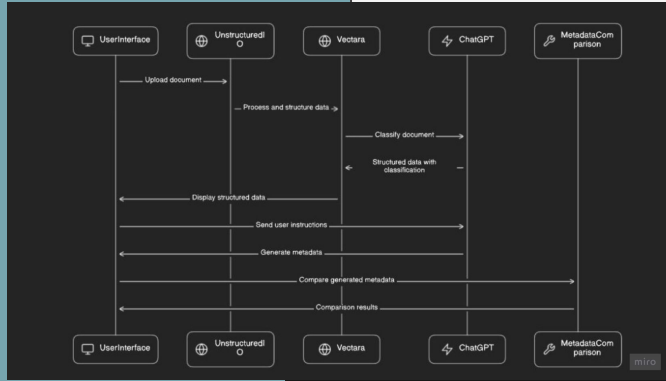 UserInterface
UnstructuredI
O
Vectara
ChatGPT
MetadataCom
parison
Upload document
Process and structure data
Classify document
Structured data with
classification
Display structured data
Send user instructions
Generate metadata
Compare generated metadata
Comparison results
UserInterface
UnstructuredI
O
Vectara
ChatGPT
MetadataCom
parison
miro